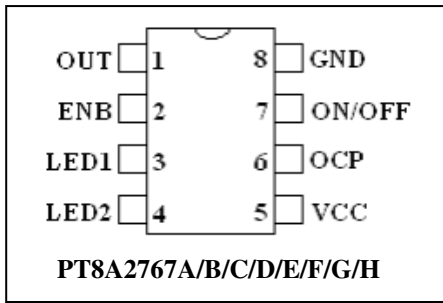 OUT 1 8 GND
ENB 2 7 ON/OFF
LED1 3 6 OCP
LED2 4 5 VCC
PT8A2767A/B/C/D/E/F/G/H